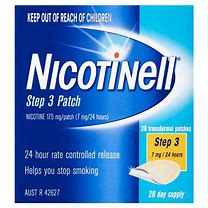 KEEP OUT OF REACH OF CHILDREN
Nicotinell
Step 3 Patch
NICOTINE 17.5 mg/patch (7 mg/24 hours)
28 transdermal patches
Step 3
7 mg / 24 hours
24 hour rate controlled release
Helps you stop smoking
AUST R 42627
28 day supply